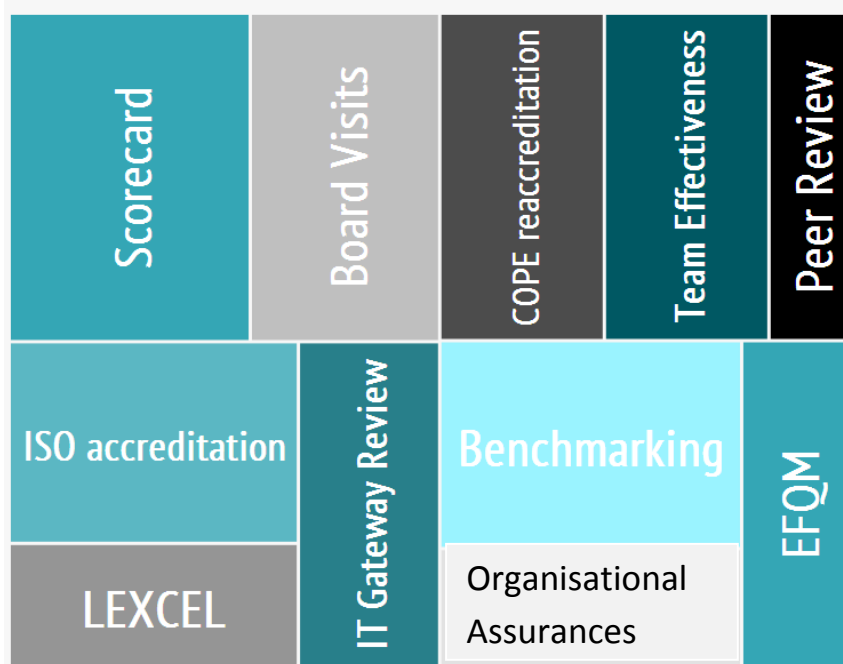 Scorecard
Board Visits
COPE reaccreditation
Team Effectiveness
Peer Review
ISO accreditation
IT Gateway Review
Benchmarking
EFQM
LEXCEL
Organisational
Assurances